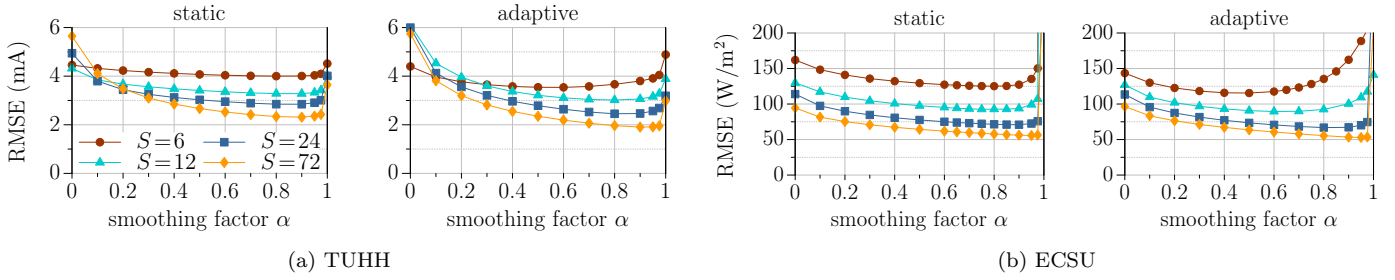 static
adaptive
static
adaptive
RMSE (mA)
6
4
2
0
S=6
S=24
S=12
S=72
0 0.2 0.4 0.6 0.8 1
smoothing factor α
6
4
2
0
0 0.2 0.4 0.6 0.8 1
smoothing factor α
RMSE (W/m²)
200
150
100
50
0
0 0.2 0.4 0.6 0.8 1
smoothing factor α
200
150
100
50
0
0 0.2 0.4 0.6 0.8 1
smoothing factor α
(a) TUHH
(b) ECSU